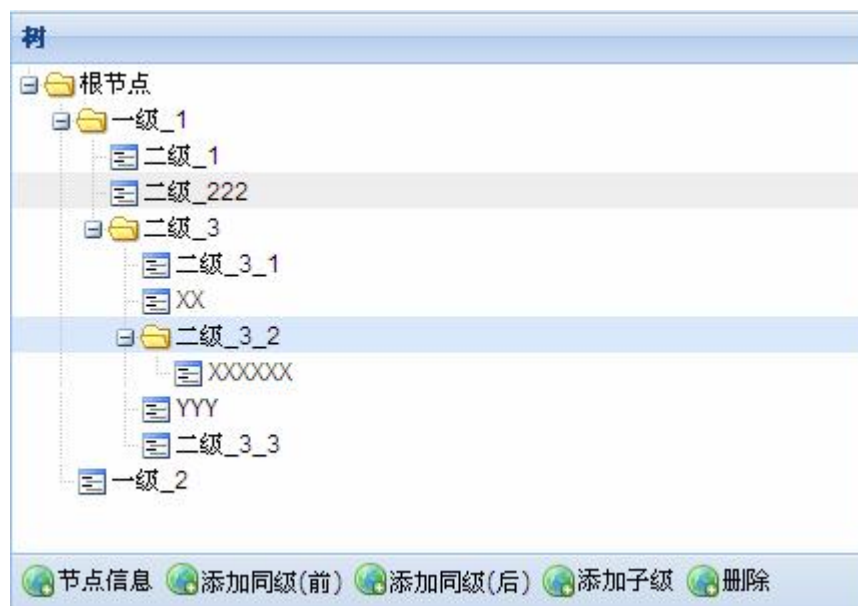 树
根节点
一级_1
二级_1
二级_222
二级_3
二级_3_1
XX
二级_3_2
XXXXXX
YYY
二级_3_3
一级_2
节点信息 添加同级(前) 添加同级(后) 添加子级 删除